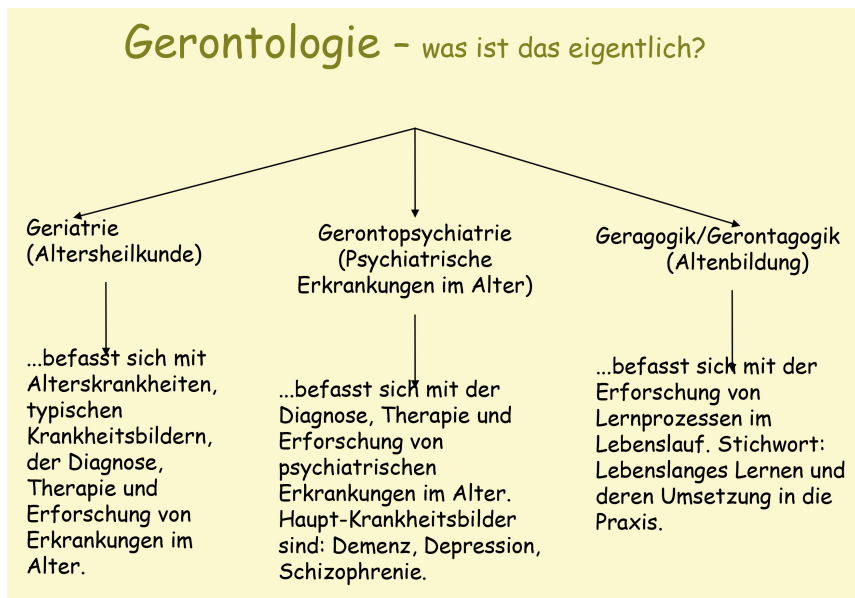 Gerontologie – was ist das eigentlich?
Geriatrie
(Altersheilkunde)
...befasst sich mit
Alterskrankheiten,
typischen
Krankheitsbildern,
der Diagnose,
Therapie und
Erforschung von
Erkrankungen im
Alter.
Gerontopsychiatrie
(Psychiatrische
Erkrankungen im Alter)
...befasst sich mit der
Diagnose, Therapie und
Erforschung von
psychiatrischen
Erkrankungen im Alter.
Haupt-Krankheitsbilder
sind: Demenz, Depression,
Schizophrenie.
Geragogik/Gerontagogik
(Altenbildung)
...befasst sich mit der
Erforschung von
Lernprozessen im
Lebenslauf. Stichwort:
Lebenslanges Lernen und
deren Umsetzung in die
Praxis.